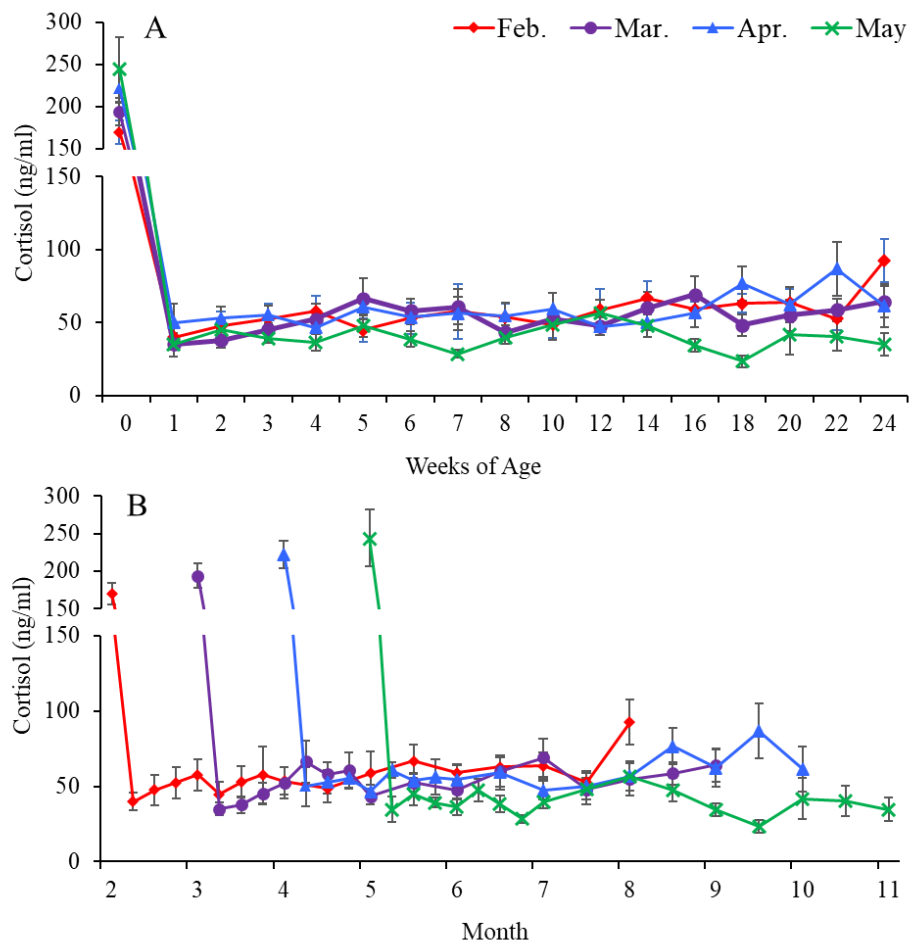 A
Feb. Mar. Apr. May
300
250
200
150
150
100
50
0
Cortisol (ng/ml)
0 1 2 3 4 5 6 7 8 10 12 14 16 18 20 22 24
Weeks of Age
B
300
250
200
150
150
100
50
0
Cortisol (ng/ml)
2 3 4 5 6 7 8 9 10 11
Month